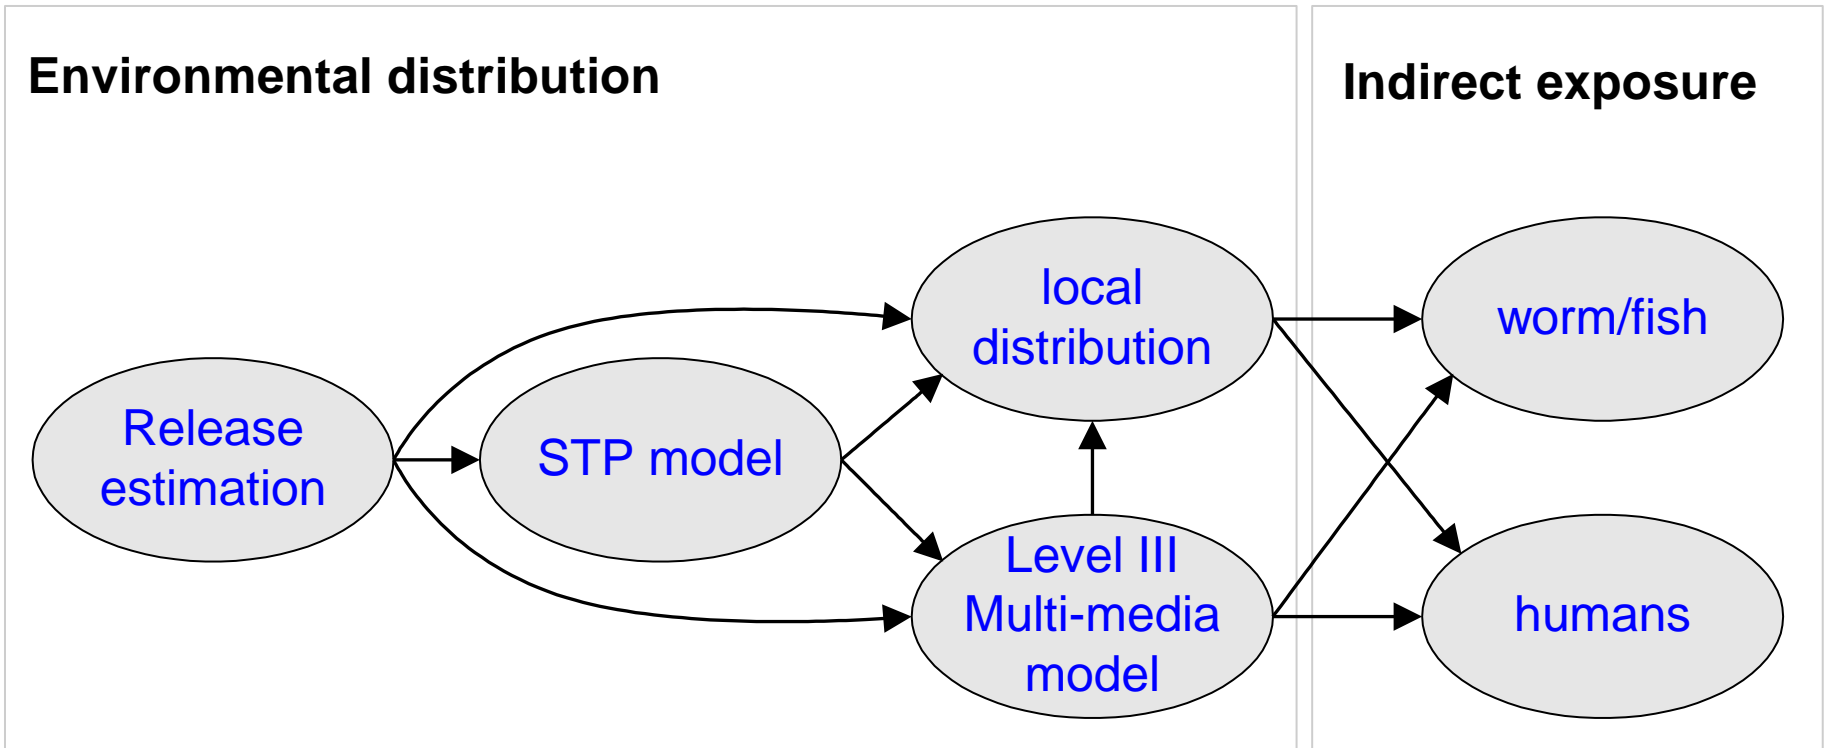 Environmental distribution
Indirect exposure
local
distribution
worm/fish
Release
estimation
STP model
Level III
Multi-media
model
humans